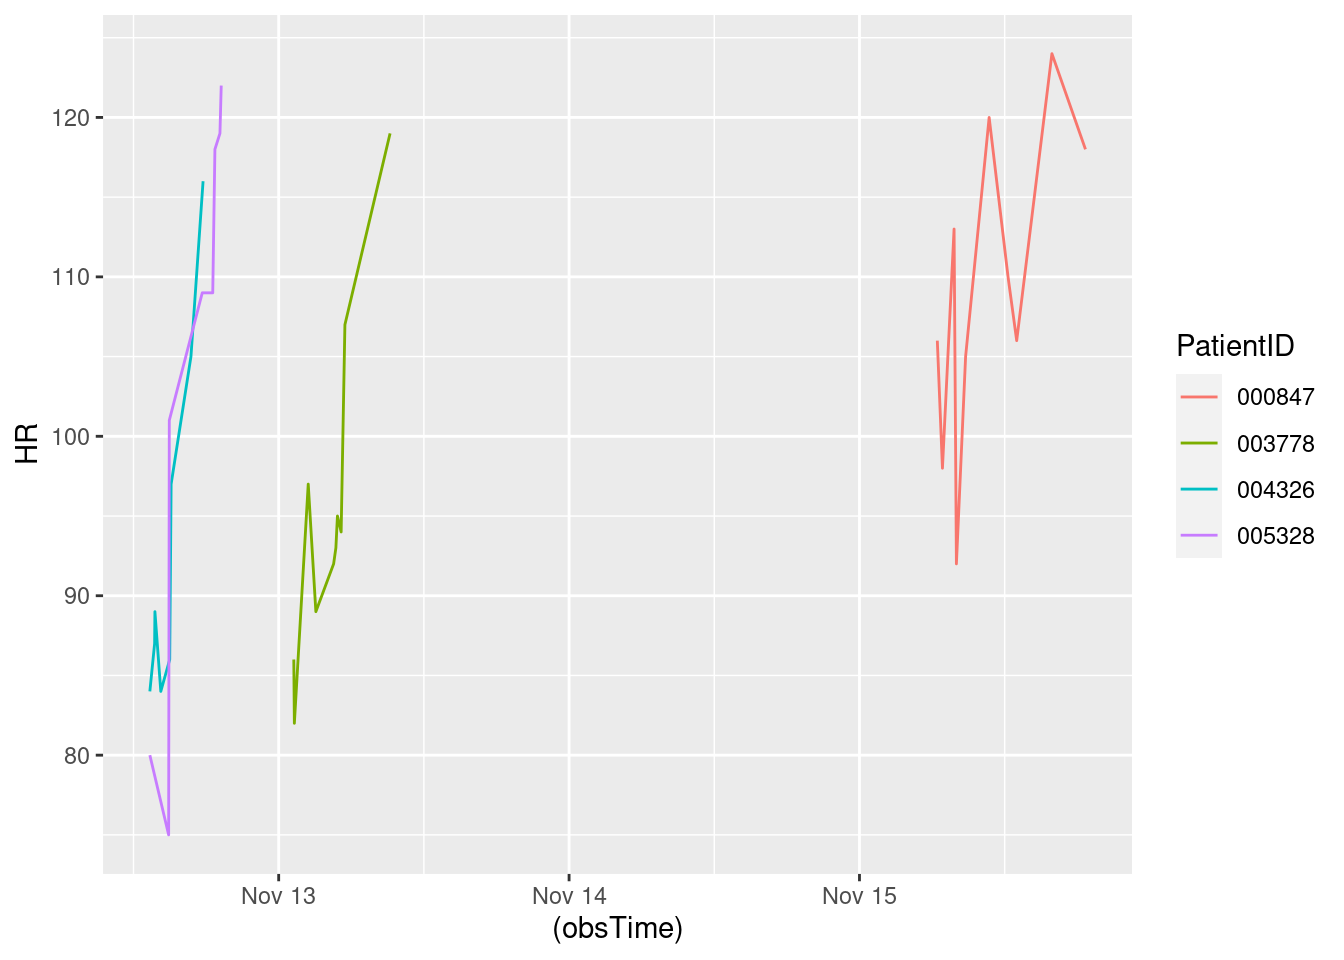 120
110
100
90
80
HR
Nov 13
Nov 14
Nov 15
(obsTime)
PatientID
000847
003778
004326
005328